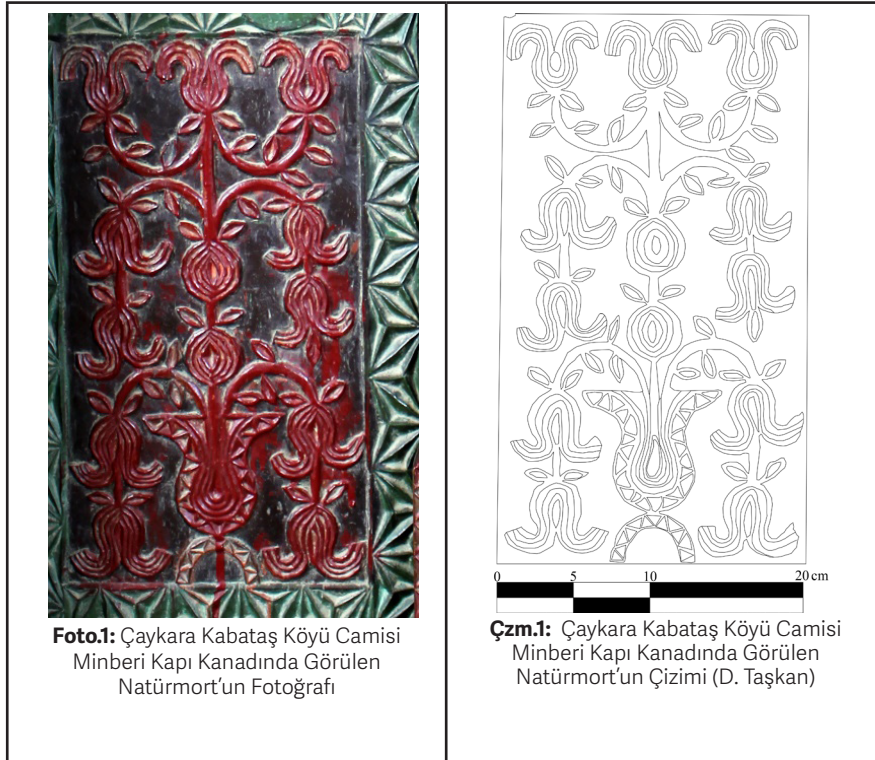 Foto.1: Çaykara Kabataş Köyü Camisi
Minberi Kapı Kanadında Görülen
Natürmort'un Fotoğrafı
0 5 10 20 cm
Çzm.1: Çaykara Kabataş Köyü Camisi
Minberi Kapı Kanadında Görülen
Natürmort'un Çizimi (D. Taşkan)